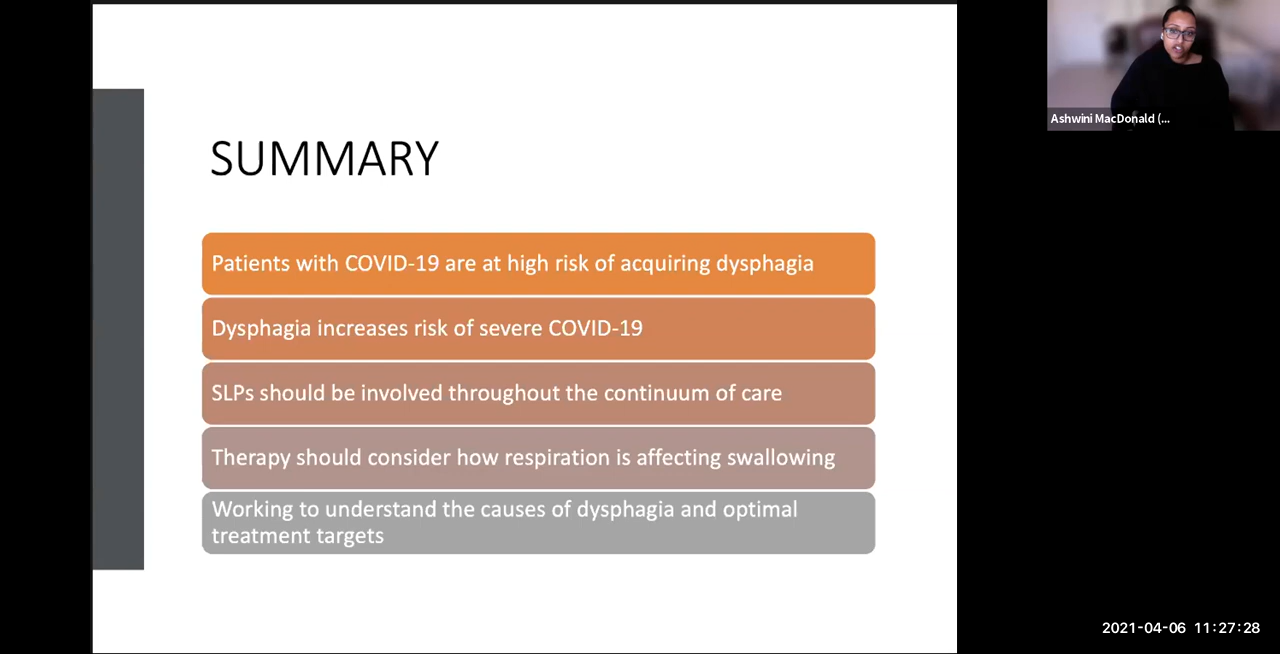 SUMMARY
Patients with COVID-19 are at high risk of acquiring dysphagia
Dysphagia increases risk of severe COVID-19
SLPs should be involved throughout the continuum of care
Therapy should consider how respiration is affecting swallowing
Working to understand the causes of dysphagia and optimal
treatment targets
Ashwini MacDonald (...
2021-04-06 11:27:28